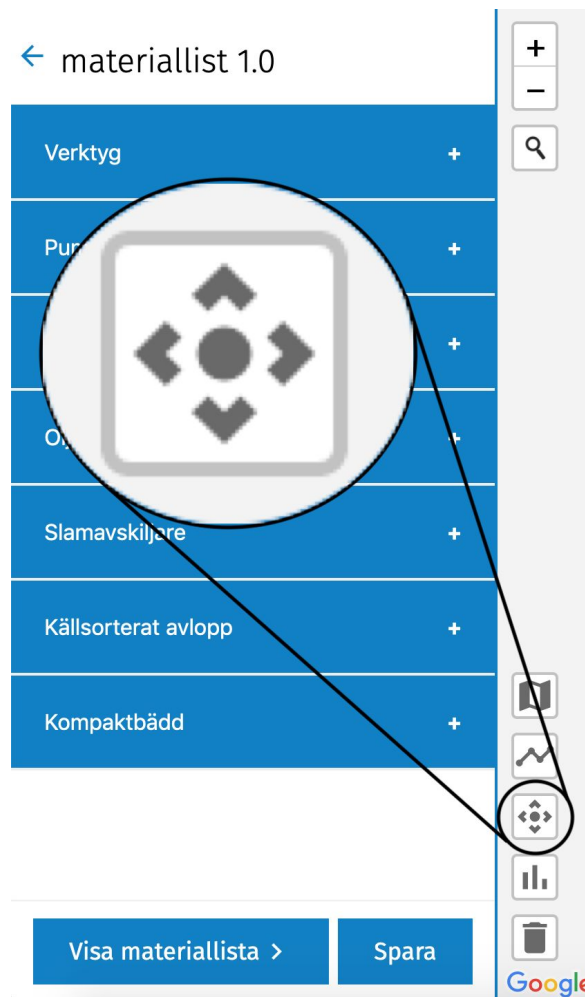 materiallist 1.0
Verktyg
Slamavskiljare
Källsorterat avlopp
Kompaktbädd
Visa materiallista >
Spara
Google